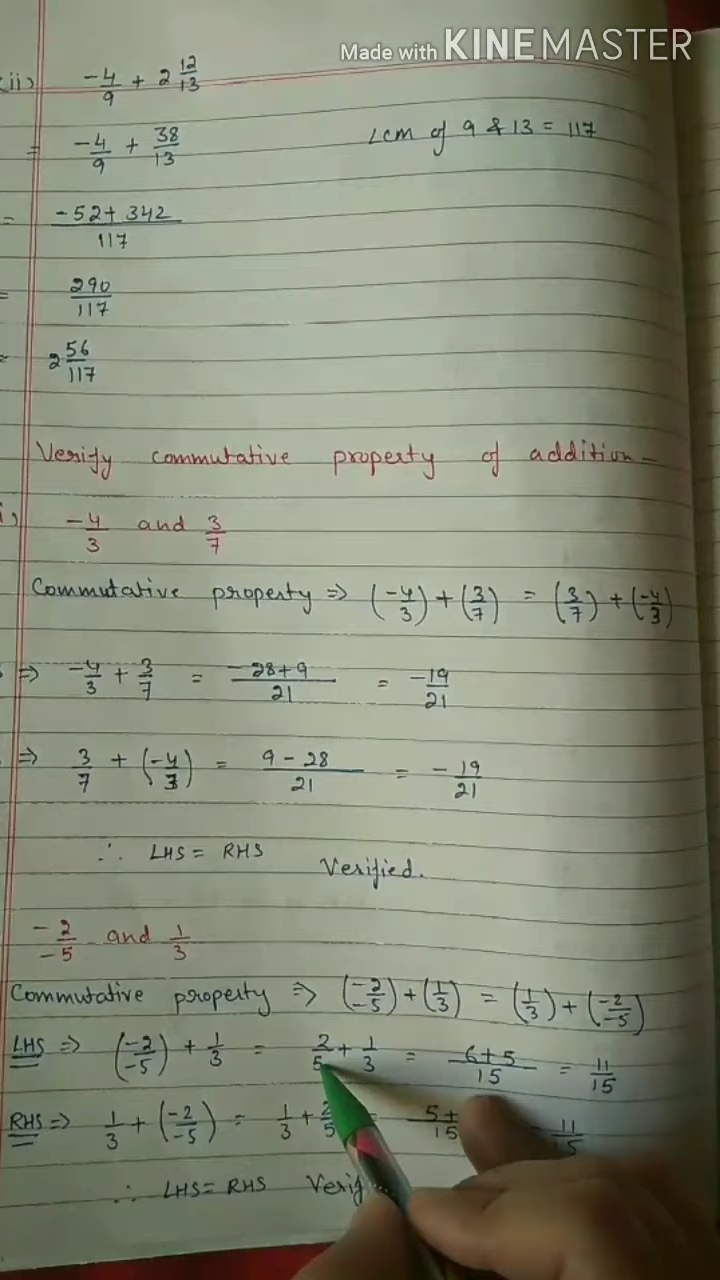 Made with KINEMASTER
ii) -4/9 + 2 12/13
= -4/9 + 38/13 LCM of 9 & 13 = 117
= -52+342/117
= 290/117
= 2 56/117
Verify commutative property of addition-
i) -4/3 and 3/7
Commutative property ⇒ (-4/3) + (3/7) = (3/7) + (-4/3)
⇒ -4/3 + 3/7 = -28+9/21 = -19/21
⇒ 3/7 + (-4/3) = 9-28/21 = -19/21
∴ LHS = RHS Verified.
-2/-5 and 1/3
Commutative property ⇒ (-2/-5) + (1/3) = (1/3) + (-2/-5)
LHS ⇒ (-2/-5) + 1/3 = 2/5 + 1/3 = 6+5/15 = 11/15
RHS ⇒ 1/3 + (-2/-5) = 1/3 + 2/5 = 5+/15 = 11/15
∴ LHS = RHS Verif